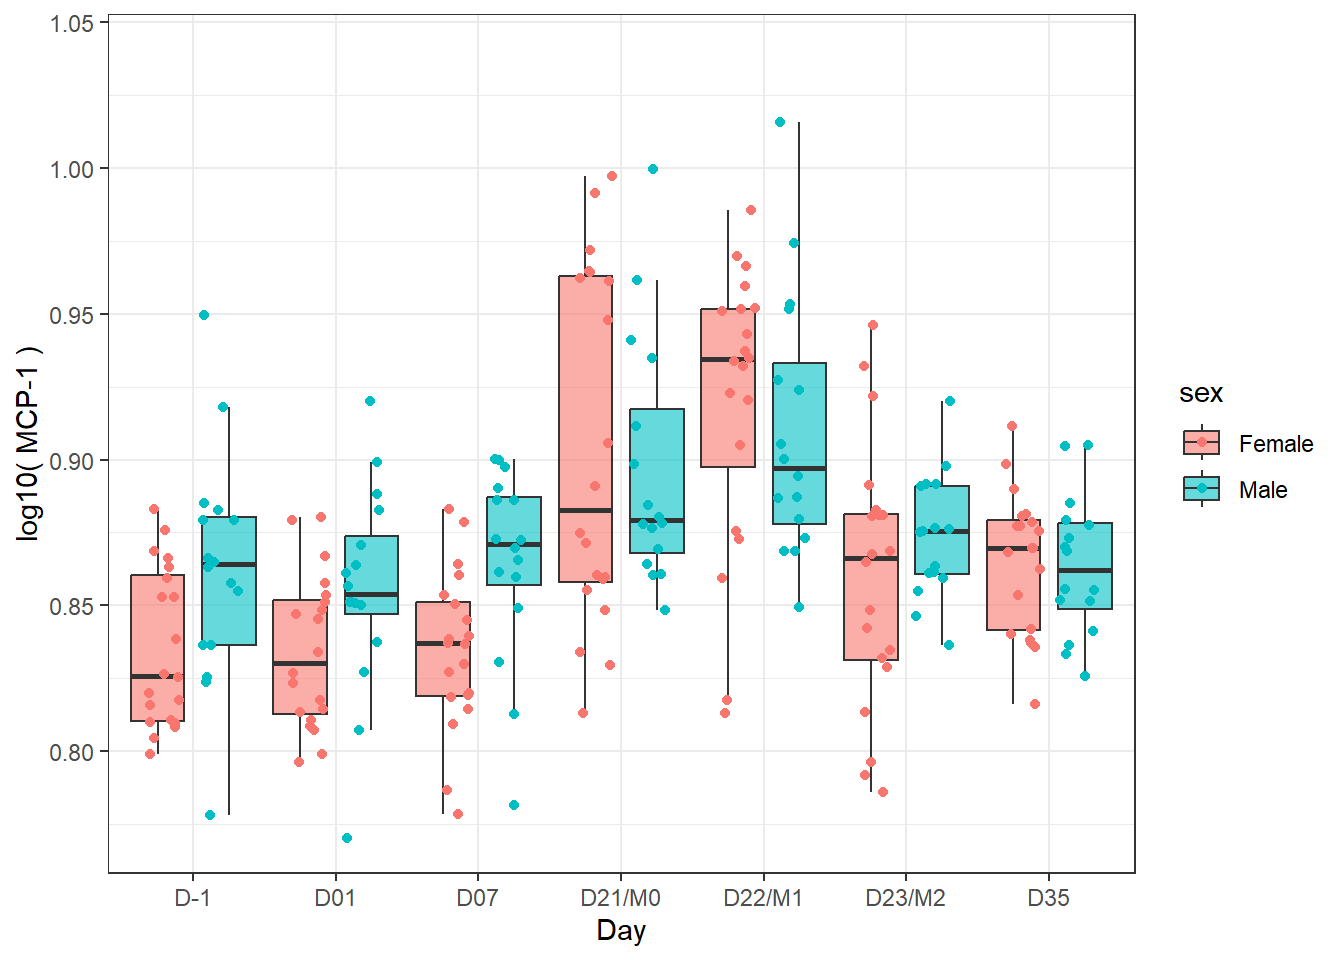 1.05
1.00
0.95
0.90
0.85
0.80
log10( MCP-1 )
D-1
D01
D07
D21/M0
D22/M1
D23/M2
D35
Day
sex
Female
Male